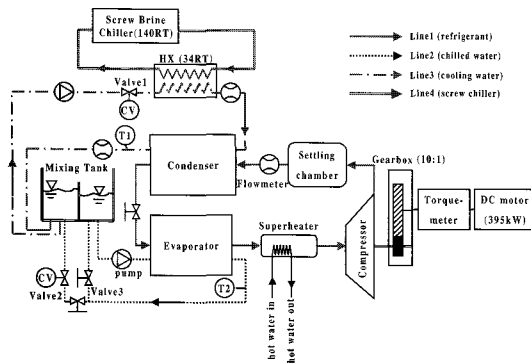 Screw Brine
Chiller(140RT)
HX (34RT)
Valve1
CV
T1
Line1 (refrigerant)
Line2 (chilled water)
Line3 (cooling water)
Line4 (screw chiller)
Mixing Tank
Condenser
Flowmeter
Settling
chamber
Gearbox (10:1)
Torque-
meter
DC motor
(395kW)
Compressor
Evaporator
Superheater
pump
CV
Valve2
Valve3
T2
hot water in
hot water out